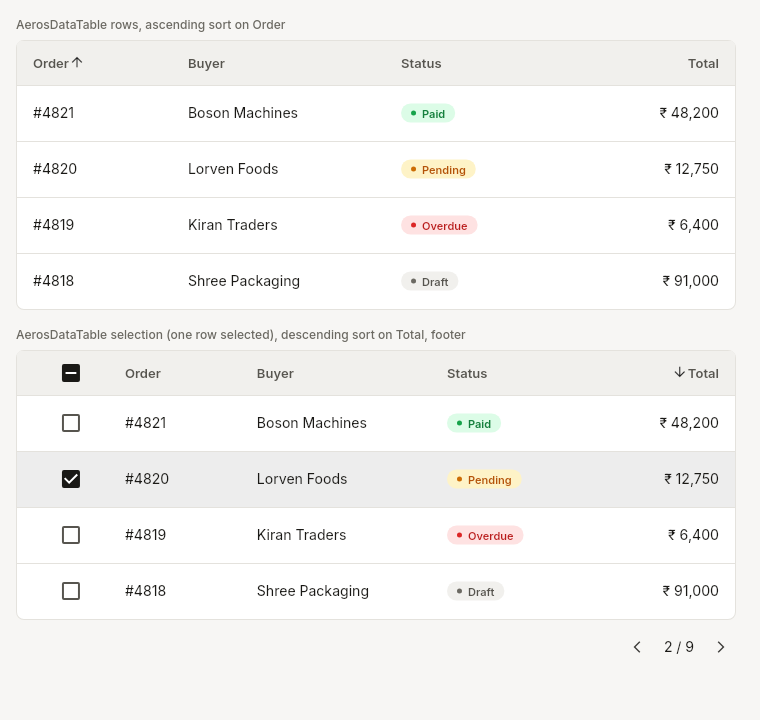 AerosDataTable rows, ascending sort on Order
Order Buyer Status Total
#4821 Boson Machines Paid ₹ 48,200
#4820 Lorven Foods Pending ₹ 12,750
#4819 Kiran Traders Overdue ₹ 6,400
#4818 Shree Packaging Draft ₹ 91,000
AerosDataTable selection (one row selected), descending sort on Total, footer
Order Buyer Status Total
#4821 Boson Machines Paid ₹ 48,200
#4820 Lorven Foods Pending ₹ 12,750
#4819 Kiran Traders Overdue ₹ 6,400
#4818 Shree Packaging Draft ₹ 91,000
2 / 9